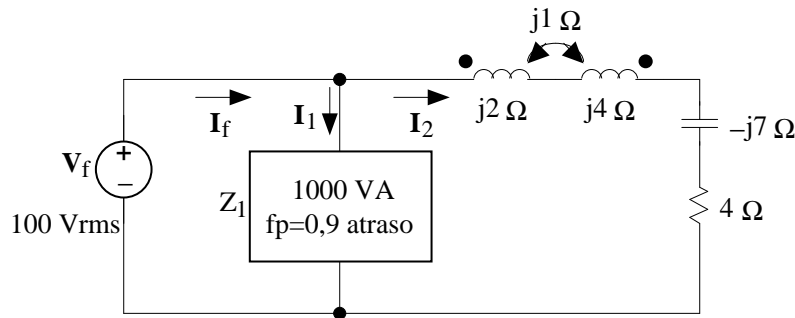 j1 Ω
I_f
I_1
I_2
j2 Ω
j4 Ω
–j7 Ω
V_f
+
−
100 Vrms
Z_1
1000 VA
fp=0,9 atraso
4 Ω